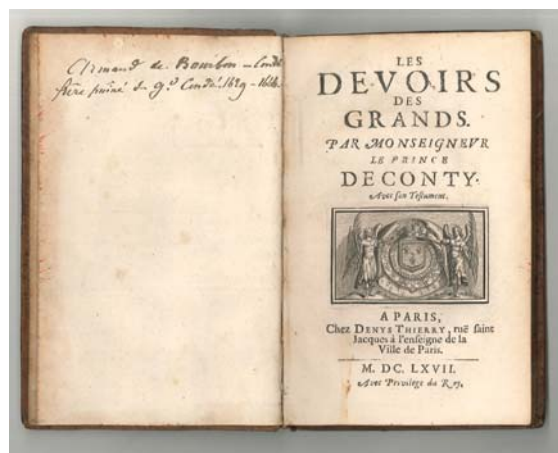 Armand de Bourbon – Condé
frère puiné du gd Condé. 1629 – 1666.
LES
DEVOIRS
DES
GRANDS.
PAR MONSEIGNEVR
LE PRINCE
DE CONTY.
Avec son Testament.
A PARIS,
Chez DENYS THIERRY, ruë saint
Jacques à l'enseigne de la
Ville de Paris.
M. DC. LXVII.
Avec Privilege du Roy.